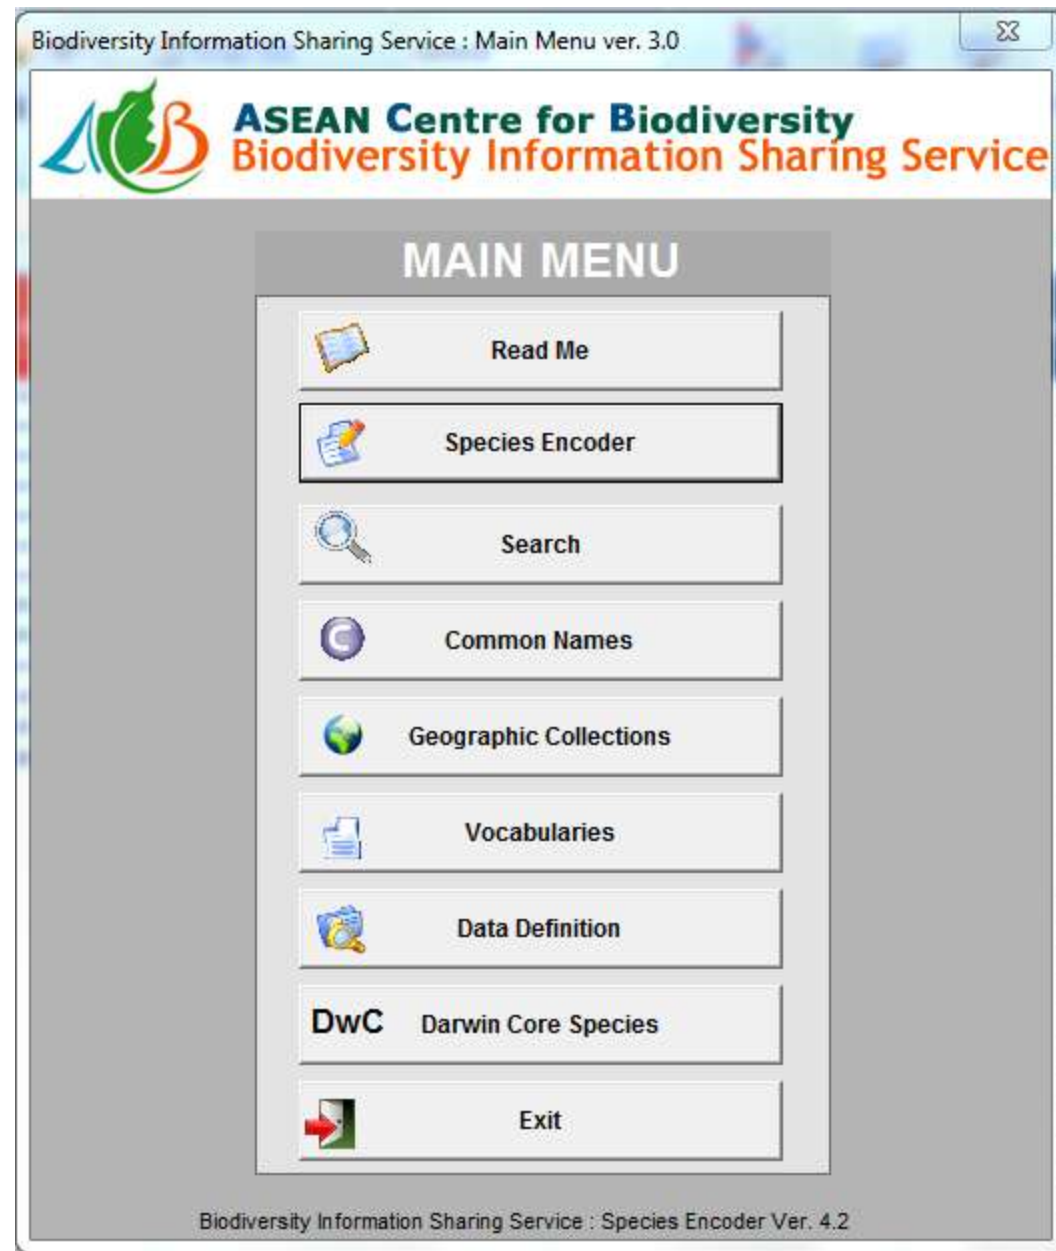 Biodiversity Information Sharing Service : Main Menu ver. 3.0
ACB
ASEAN Centre for Biodiversity
Biodiversity Information Sharing Service
MAIN MENU
Read Me
Species Encoder
Search
C
Common Names
Geographic Collections
Vocabularies
Data Definition
DwC Darwin Core Species
Exit
Biodiversity Information Sharing Service : Species Encoder Ver. 4.2